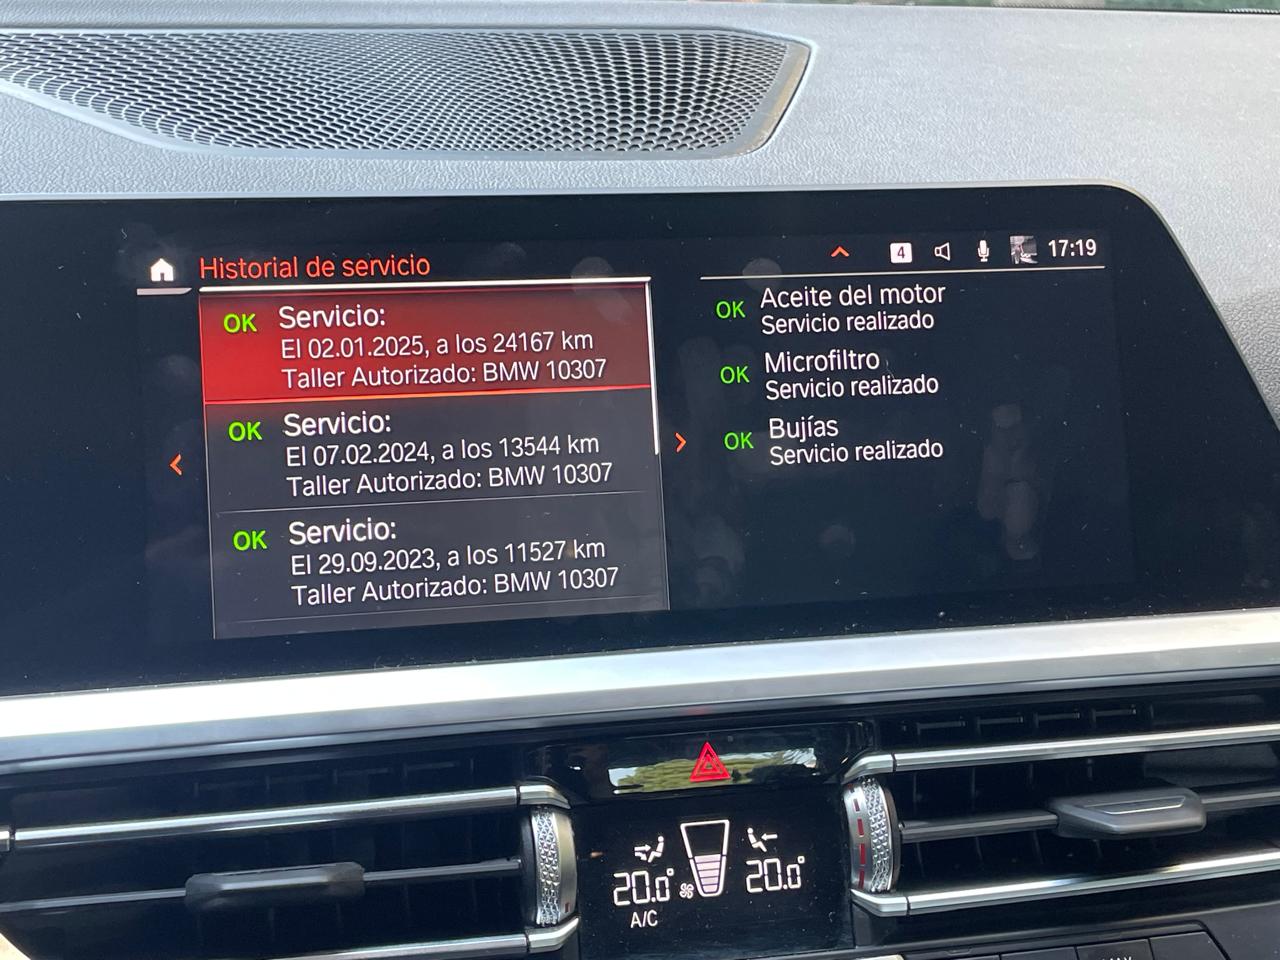 Historial de servicio
4
17:19
OK Servicio:
El 02.01.2025, a los 24167 km
Taller Autorizado: BMW 10307
OK Servicio:
El 07.02.2024, a los 13544 km
Taller Autorizado: BMW 10307
OK Servicio:
El 29.09.2023, a los 11527 km
Taller Autorizado: BMW 10307
OK Aceite del motor
Servicio realizado
OK Microfiltro
Servicio realizado
OK Bujías
Servicio realizado
20.0° 20.0°
A/C